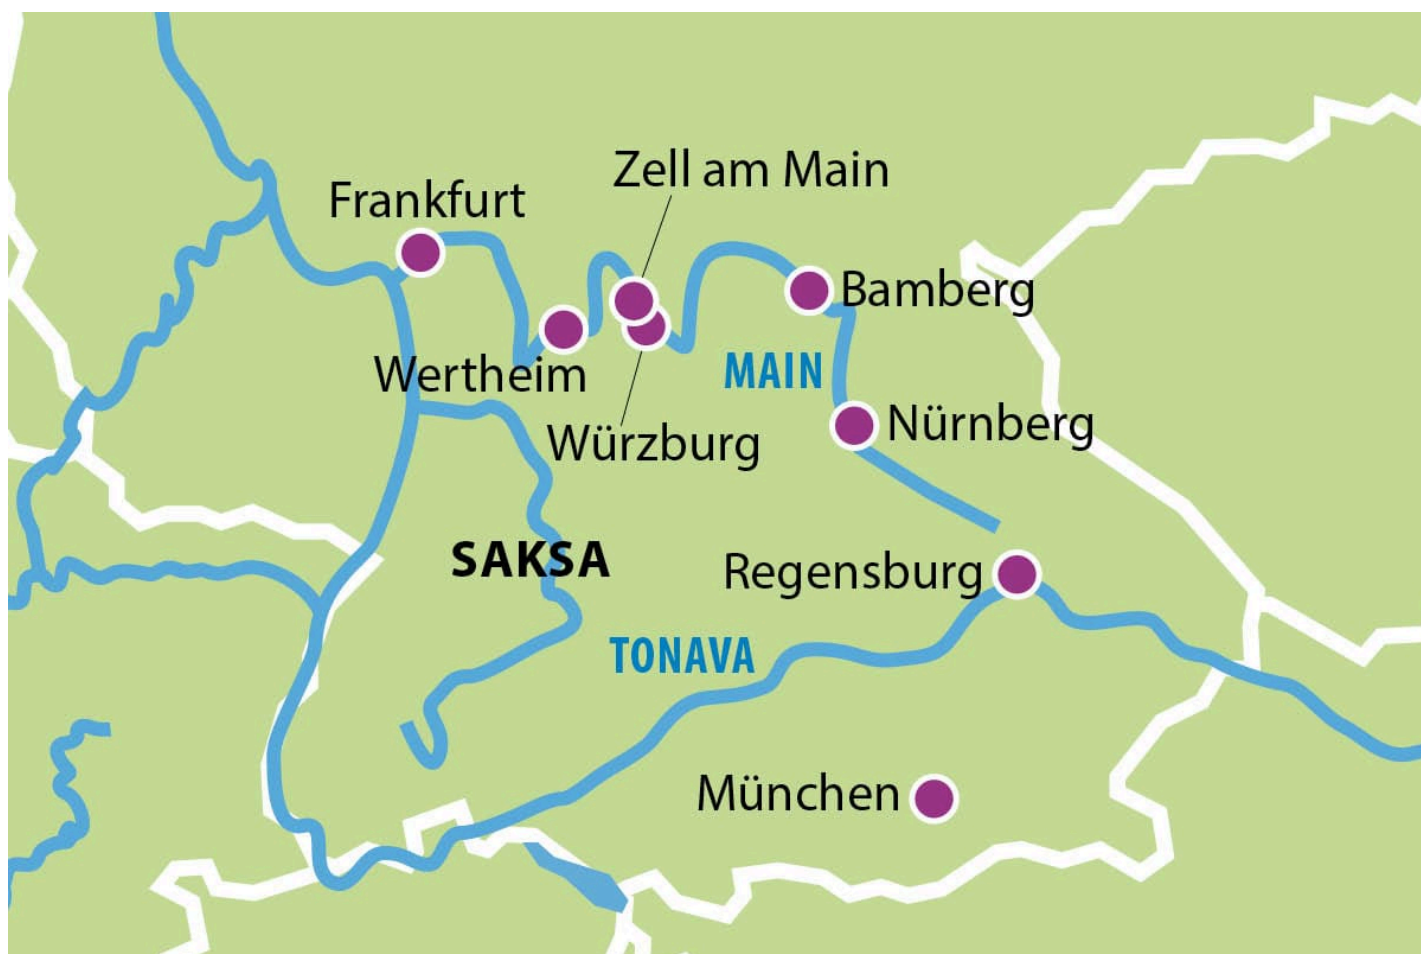 Zell am Main
Frankfurt
Bamberg
MAIN
Wertheim
Nürnberg
Würzburg
SAKSA
Regensburg
TONAVA
München